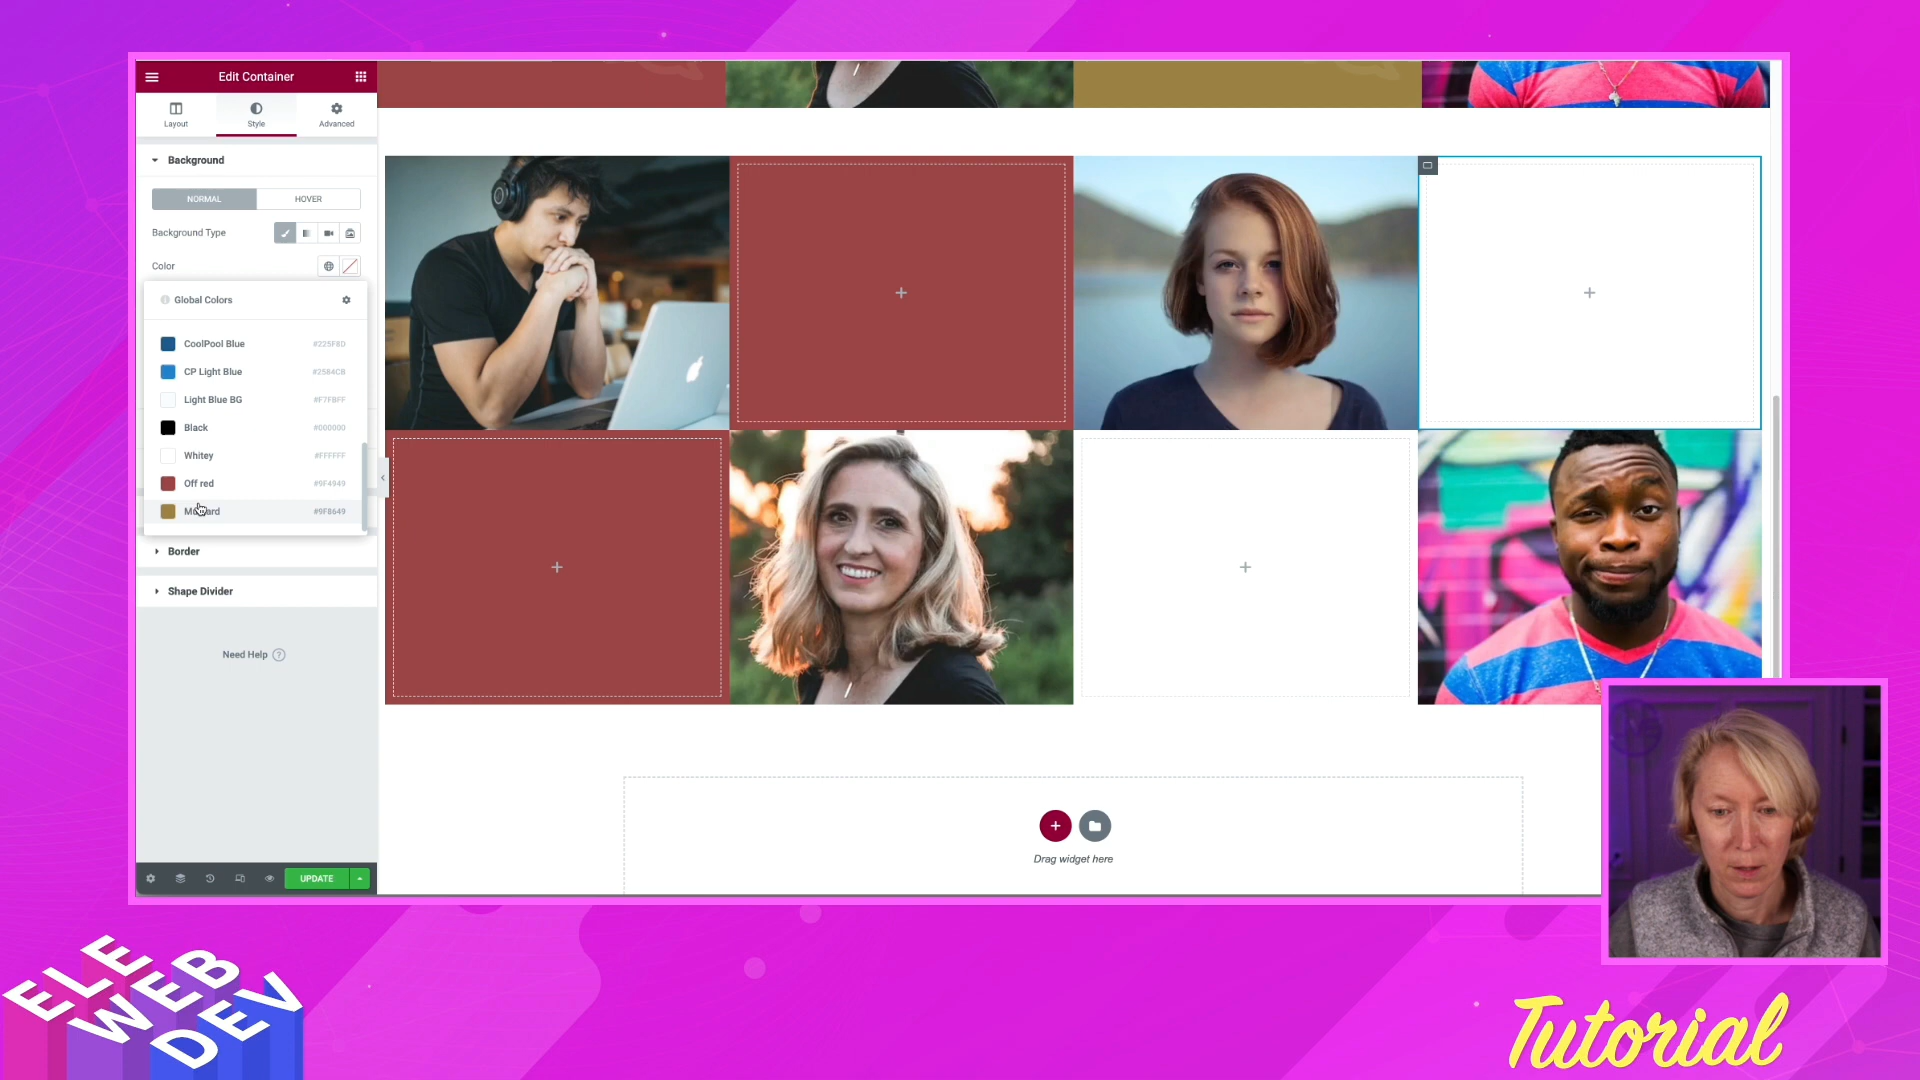 Edit Container
Layout
Style
Advanced
Background
NORMAL
HOVER
Background Type
Color
Global Colors
CoolPool Blue #225F8D
CP Light Blue #2584CB
Light Blue BG #F7FBFF
Black #000000
Whitey #FFFFFF
Off red #9F4949
#9F8649
Border
Shape Divider
Need Help
UPDATE
Drag widget here
ELE
WEB
DEV
Tutorial